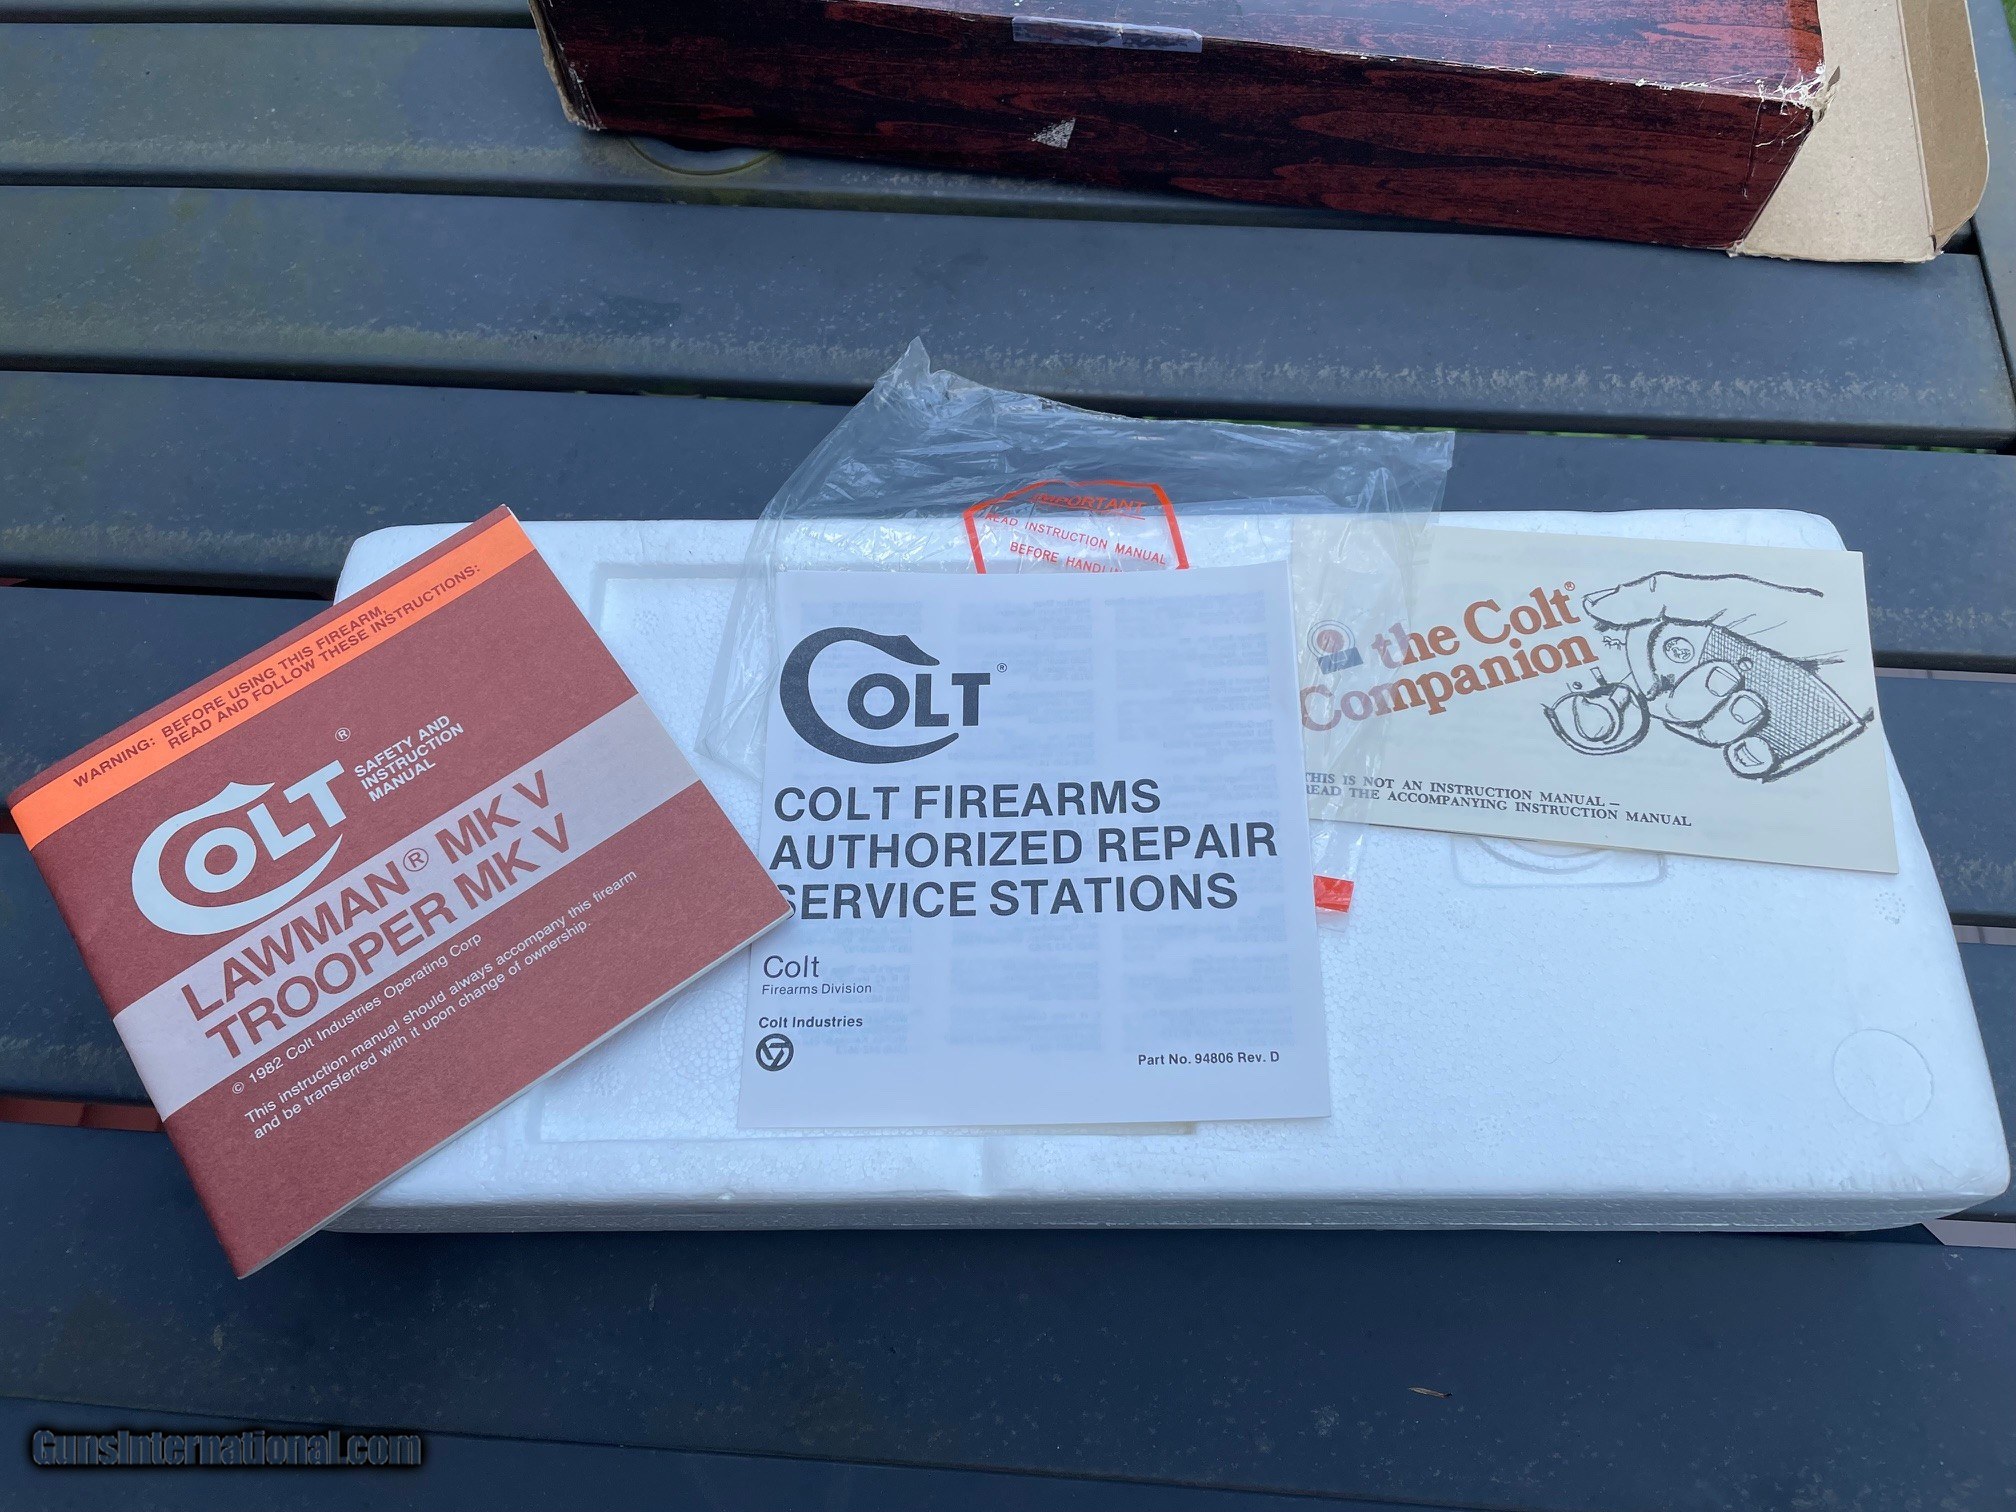 WARNING: BEFORE USING THIS FIREARM,
READ AND FOLLOW THESE INSTRUCTIONS:
COLT ®
SAFETY AND
INSTRUCTION
MANUAL
LAWMAN® MK V
TROOPER MK V
© 1982 Colt Industries Operating Corp
This instruction manual should always accompany this firearm
and be transferred with it upon change of ownership.
IMPORTANT
READ INSTRUCTION MANUAL
BEFORE
COLT ®
COLT FIREARMS
AUTHORIZED REPAIR
SERVICE STATIONS
Colt
Firearms Division
Colt Industries
Part No. 94806 Rev. D
the Colt®
Companion
THIS IS NOT AN INSTRUCTION MANUAL –
READ THE ACCOMPANYING INSTRUCTION MANUAL
GunsInternational.com